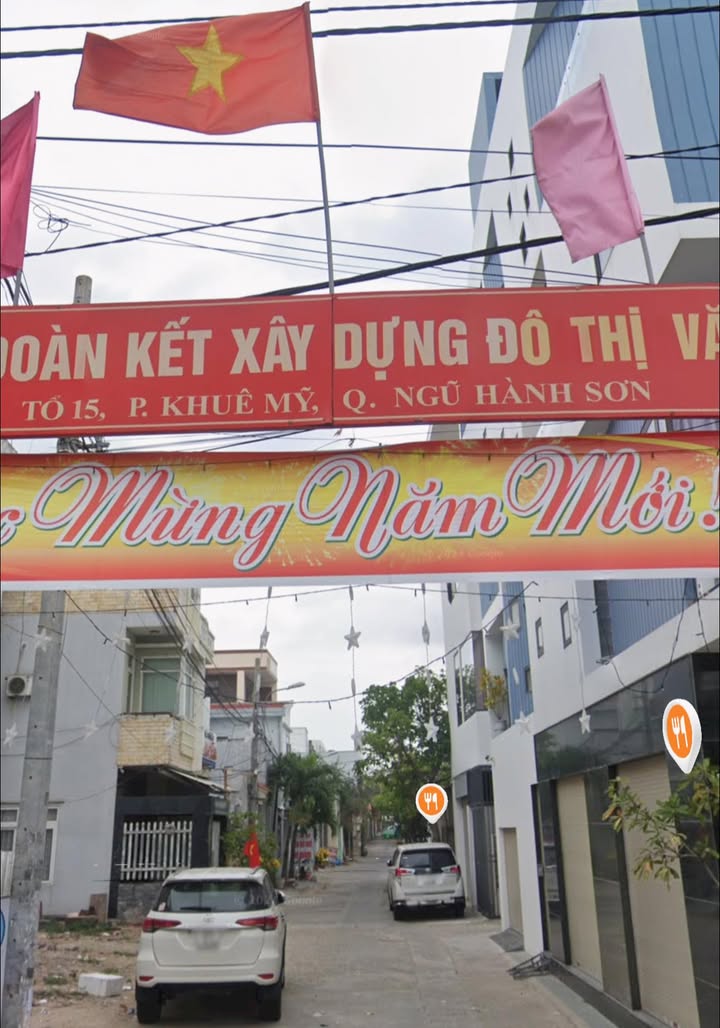 ĐOÀN KẾT XÂY DỰNG ĐÔ THỊ VĂ
TỔ 15, P. KHUÊ MỸ, Q. NGŨ HÀNH SƠN
c Mừng Năm Mới!